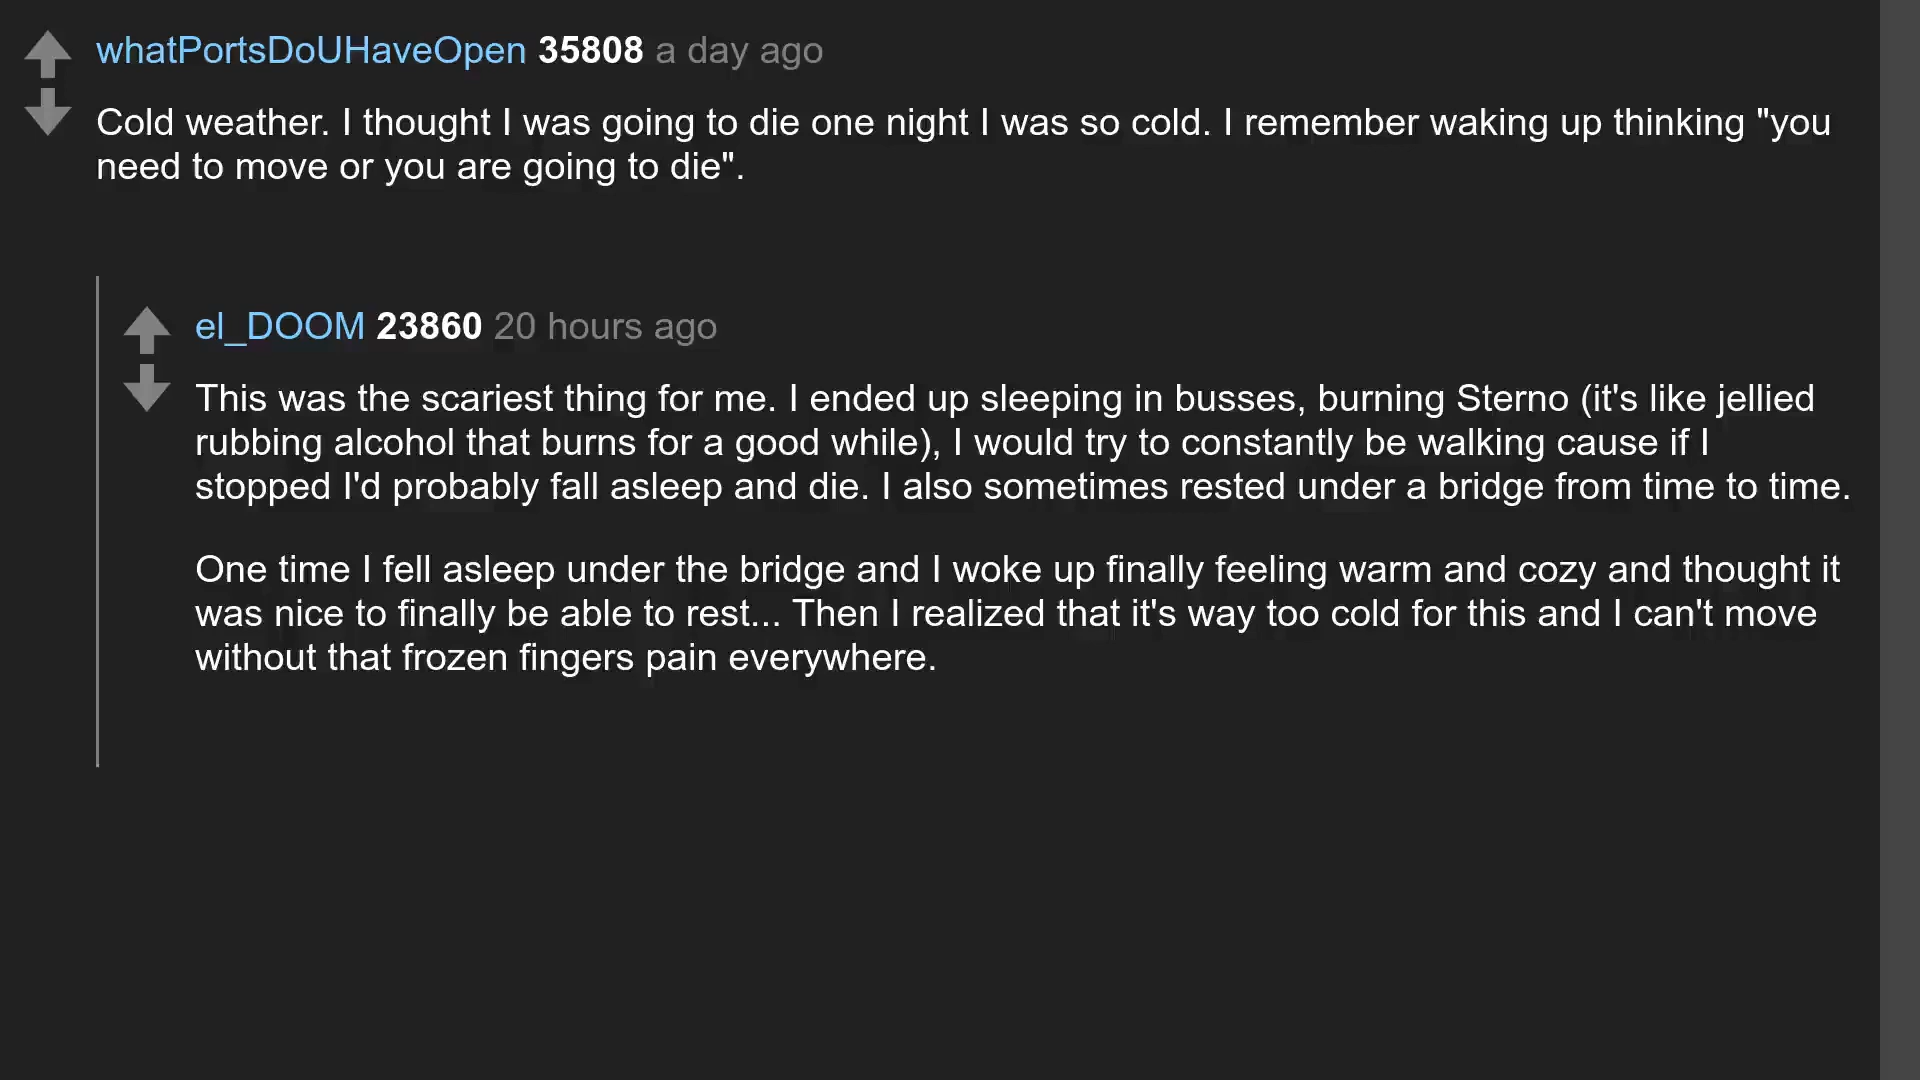 whatPortsDoUHaveOpen 35808 a day ago
Cold weather. I thought I was going to die one night I was so cold. I remember waking up thinking "you
need to move or you are going to die".
el_DOOM 23860 20 hours ago
This was the scariest thing for me. I ended up sleeping in busses, burning Sterno (it's like jellied
rubbing alcohol that burns for a good while), I would try to constantly be walking cause if I
stopped I'd probably fall asleep and die. I also sometimes rested under a bridge from time to time.
One time I fell asleep under the bridge and I woke up finally feeling warm and cozy and thought it
was nice to finally be able to rest... Then I realized that it's way too cold for this and I can't move
without that frozen fingers pain everywhere.